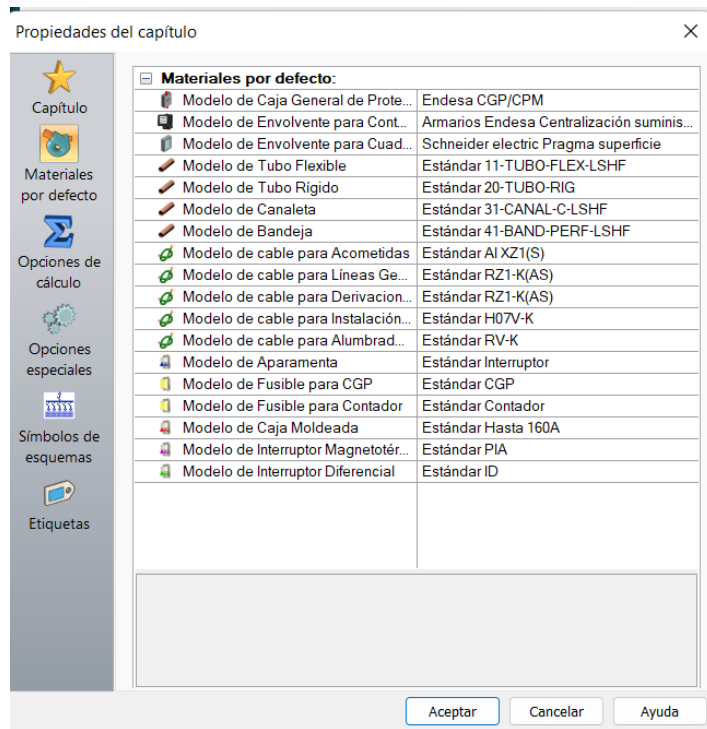 Propiedades del capítulo
Capítulo
Materiales
por defecto
Opciones de
cálculo
Opciones
especiales
Símbolos de
esquemas
Etiquetas
Materiales por defecto:
Modelo de Caja General de Prote... Endesa CGP/CPM
Modelo de Envolvente para Cont... Armarios Endesa Centralización suminis...
Modelo de Envolvente para Cuad... Schneider electric Pragma superficie
Modelo de Tubo Flexible Estándar 11-TUBO-FLEX-LSHF
Modelo de Tubo Rígido Estándar 20-TUBO-RIG
Modelo de Canaleta Estándar 31-CANAL-C-LSHF
Modelo de Bandeja Estándar 41-BAND-PERF-LSHF
Modelo de cable para Acometidas Estándar Al XZ1(S)
Modelo de cable para Líneas Ge... Estándar RZ1-K(AS)
Modelo de cable para Derivacion... Estándar RZ1-K(AS)
Modelo de cable para Instalación... Estándar H07V-K
Modelo de cable para Alumbrad... Estándar RV-K
Modelo de Aparamenta Estándar Interruptor
Modelo de Fusible para CGP Estándar CGP
Modelo de Fusible para Contador Estándar Contador
Modelo de Caja Moldeada Estándar Hasta 160A
Modelo de Interruptor Magnetotér... Estándar PIA
Modelo de Interruptor Diferencial Estándar ID
Aceptar Cancelar Ayuda